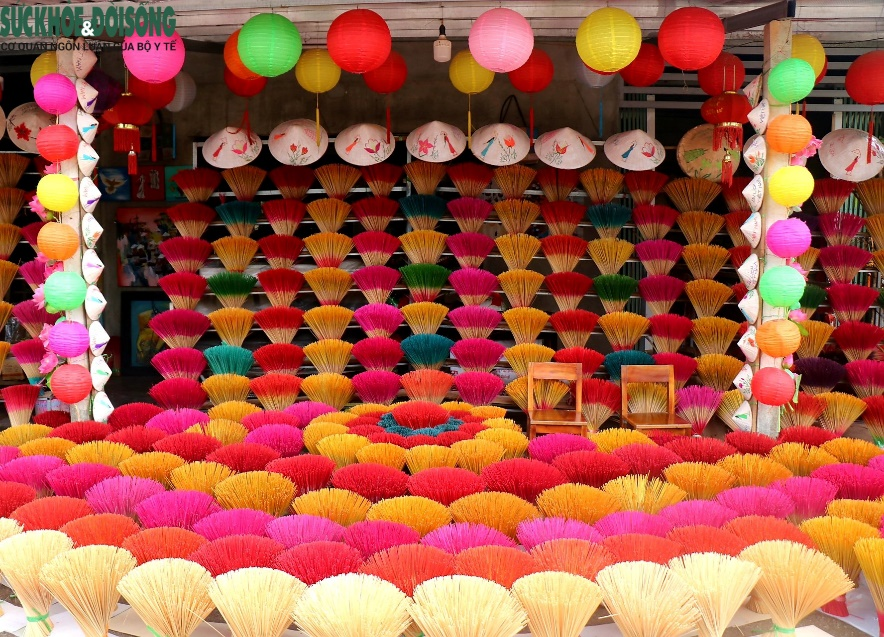 SUCKHOE&DOISONG
CƠ QUAN NGÔN LUẬN CỦA BỘ Y TẾ